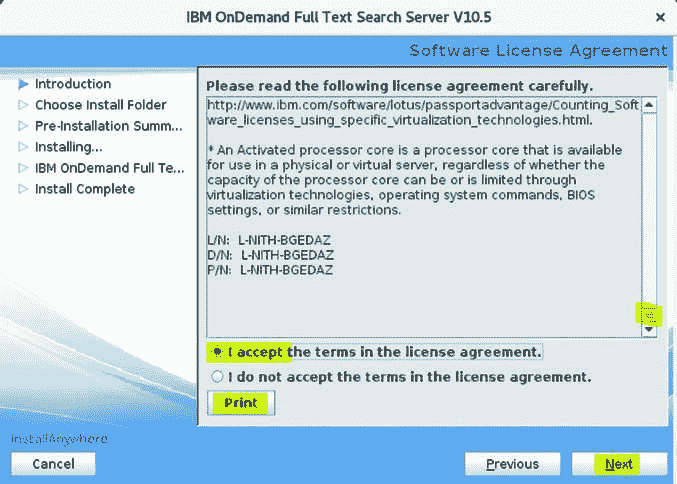 IBM OnDemand Full Text Search Server V10.5
Software License Agreement
Introduction
Choose Install Folder
Pre-Installation Summ...
Installing...
IBM OnDemand Full Te...
Install Complete
Please read the following license agreement carefully.
http://www.ibm.com/software/lotus/passportadvantage/Counting_Soft
ware_licenses_using_specific_virtualization_technologies.html.
* An Activated processor core is a processor core that is available
for use in a physical or virtual server, regardless of whether the
capacity of the processor core can be or is limited through
virtualization technologies, operating system commands, BIOS
settings, or similar restrictions.
L/N: L-NITH-BGEDAZ
D/N: L-NITH-BGEDAZ
P/N: L-NITH-BGEDAZ
I accept the terms in the license agreement.
I do not accept the terms in the license agreement.
Print
InstallAnywhere
Cancel
Previous
Next